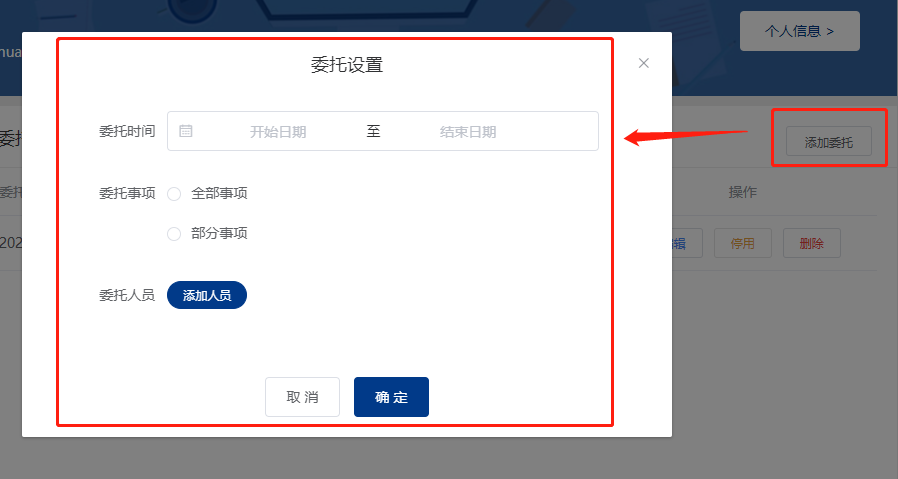 个人信息 >
委托设置
委托时间 开始日期 至 结束日期
添加委托
委托事项 全部事项
操作
部分事项
停用 删除
委托人员 添加人员
取 消 确 定